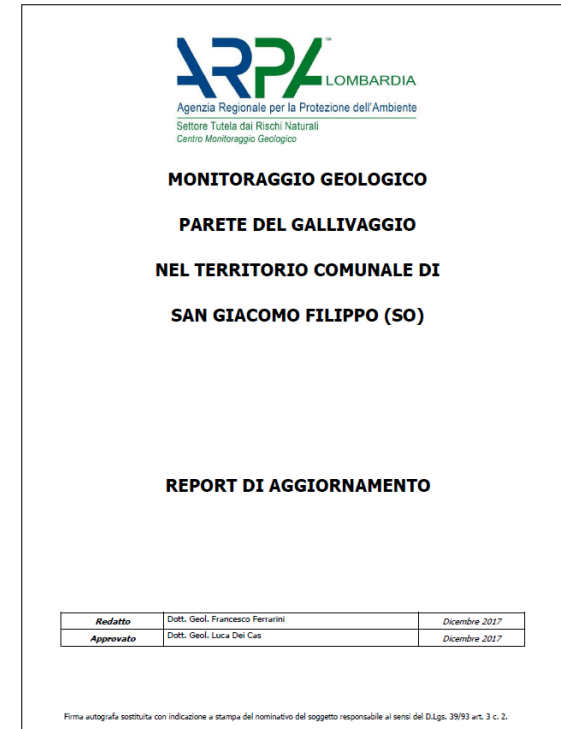 ARPA™
LOMBARDIA
Agenzia Regionale per la Protezione dell'Ambiente
Settore Tutela dai Rischi Naturali
Centro Monitoraggio Geologico
MONITORAGGIO GEOLOGICO
PARETE DEL GALLIVAGGIO
NEL TERRITORIO COMUNALE DI
SAN GIACOMO FILIPPO (SO)
REPORT DI AGGIORNAMENTO
Redatto Dott. Geol. Francesco Ferrarini Dicembre 2017
Approvato Dott. Geol. Luca Dei Cas Dicembre 2017
Firma autografa sostituita con indicazione a stampa del nominativo del soggetto responsabile ai sensi del D.Lgs. 39/93 art. 3 c. 2.